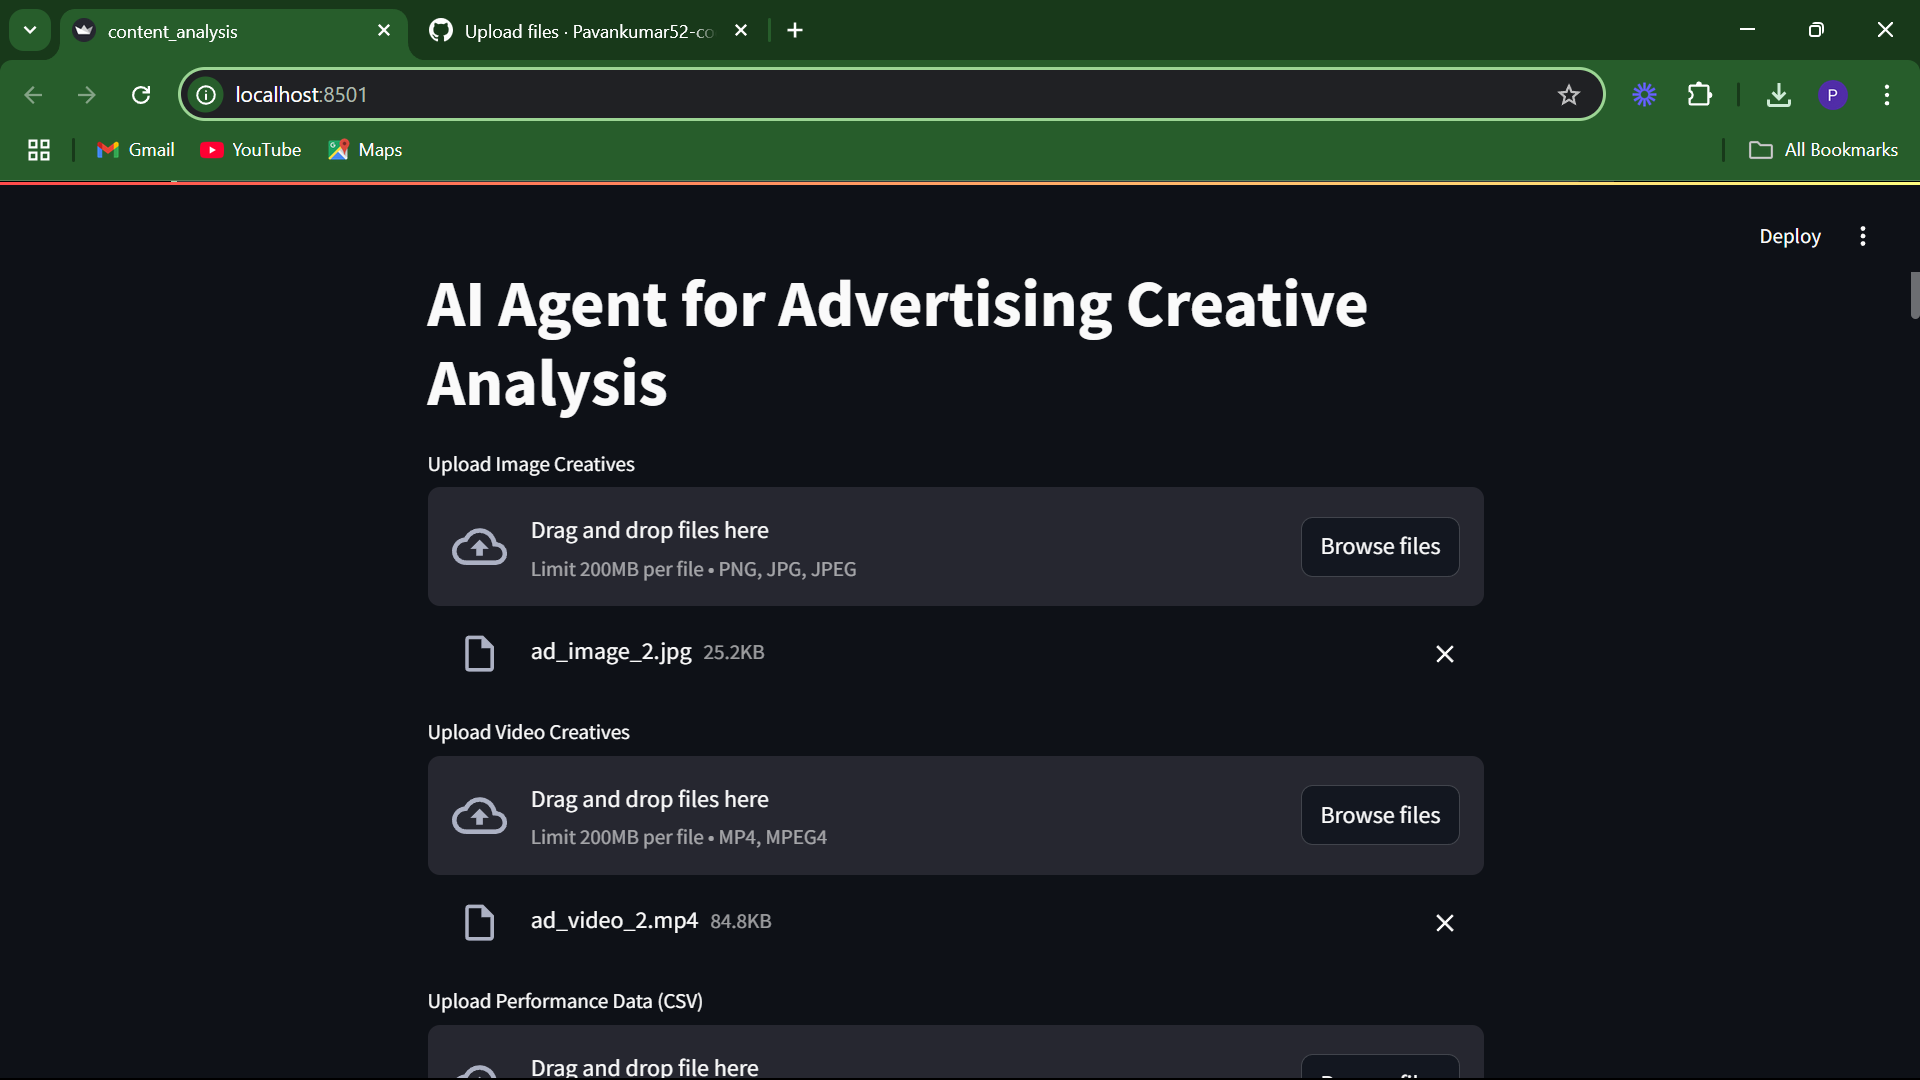 content_analysis
Upload files · Pavankumar52-co
localhost:8501
P
Gmail
YouTube
Maps
All Bookmarks
Deploy
AI Agent for Advertising Creative
Analysis
Upload Image Creatives
Drag and drop files here
Limit 200MB per file • PNG, JPG, JPEG
Browse files
ad_image_2.jpg 25.2KB
Upload Video Creatives
Drag and drop files here
Limit 200MB per file • MP4, MPEG4
Browse files
ad_video_2.mp4 84.8KB
Upload Performance Data (CSV)
Drag and drop file here